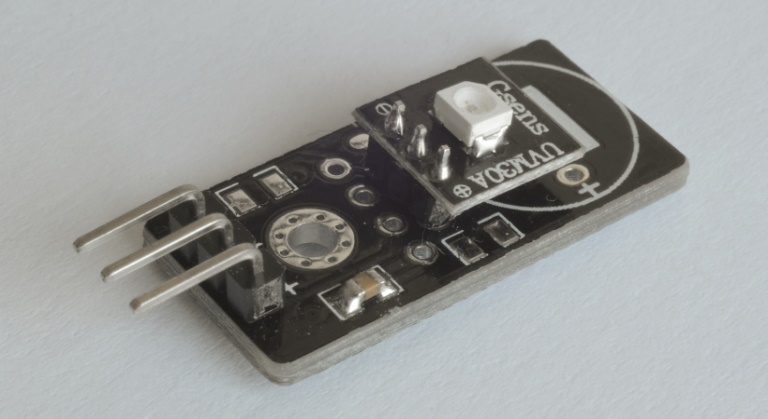 Gsens
UVM30A
+
+